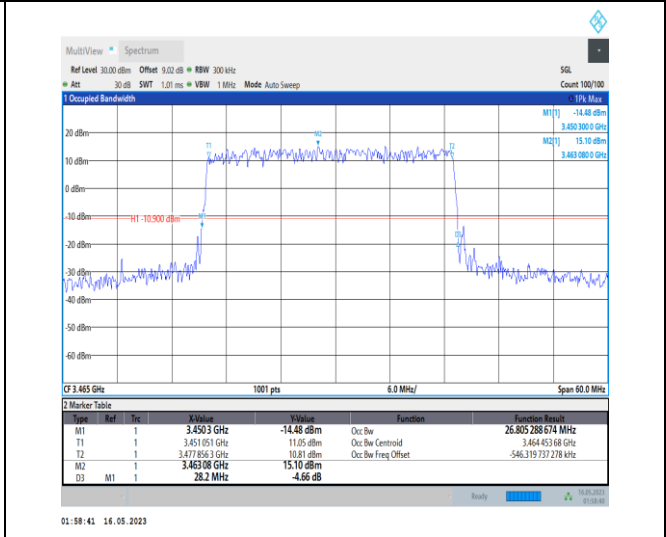 MultiView Spectrum
Ref Level 30.00 dBm Offset 9.02 dB RBW 300 kHz SGL
Att 30 dB SWT 1.01 ms VBW 1 MHz Mode Auto Sweep Count 100/100
1 Occupied Bandwidth 1Pk Max
M1[1] -14.48 dBm
3.450 300 0 GHz
M2[1] 15.10 dBm
3.463 080 0 GHz
20 dBm
M2
T1
T2
10 dBm
0 dBm
-10 dBm
H1 -10.900 dBm
M1
D3
-20 dBm
-30 dBm
-40 dBm
-50 dBm
-60 dBm
CF 3.465 GHz 1001 pts 6.0 MHz/ Span 60.0 MHz
2 Marker Table
Type Ref Trc X-Value Y-Value Function Function Result
M1 1 3.4503 GHz -14.48 dBm Occ Bw 26.805 288 674 MHz
T1 1 3.451 051 GHz 11.05 dBm Occ Bw Centroid 3.464 453 68 GHz
T2 1 3.477 856 3 GHz 10.81 dBm Occ Bw Freq Offset -546.319 737 278 kHz
M2 1 3.463 08 GHz 15.10 dBm
D3 M1 1 28.2 MHz -4.66 dB
Ready 16.05.2023
01:58:40
01:58:41 16.05.2023